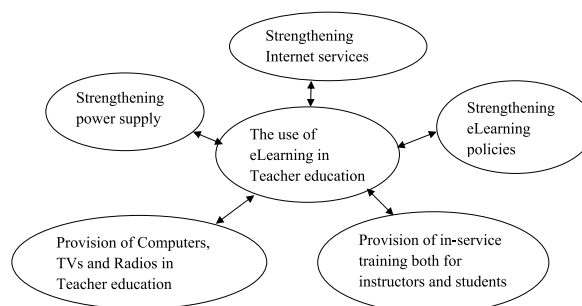 Strengthening
Internet services
Strengthening
power supply
The use of
eLearning in
Teacher education
Strengthening
eLearning
policies
Provision of Computers,
TVs and Radios in
Teacher education
Provision of in-service
training both for
instructors and students